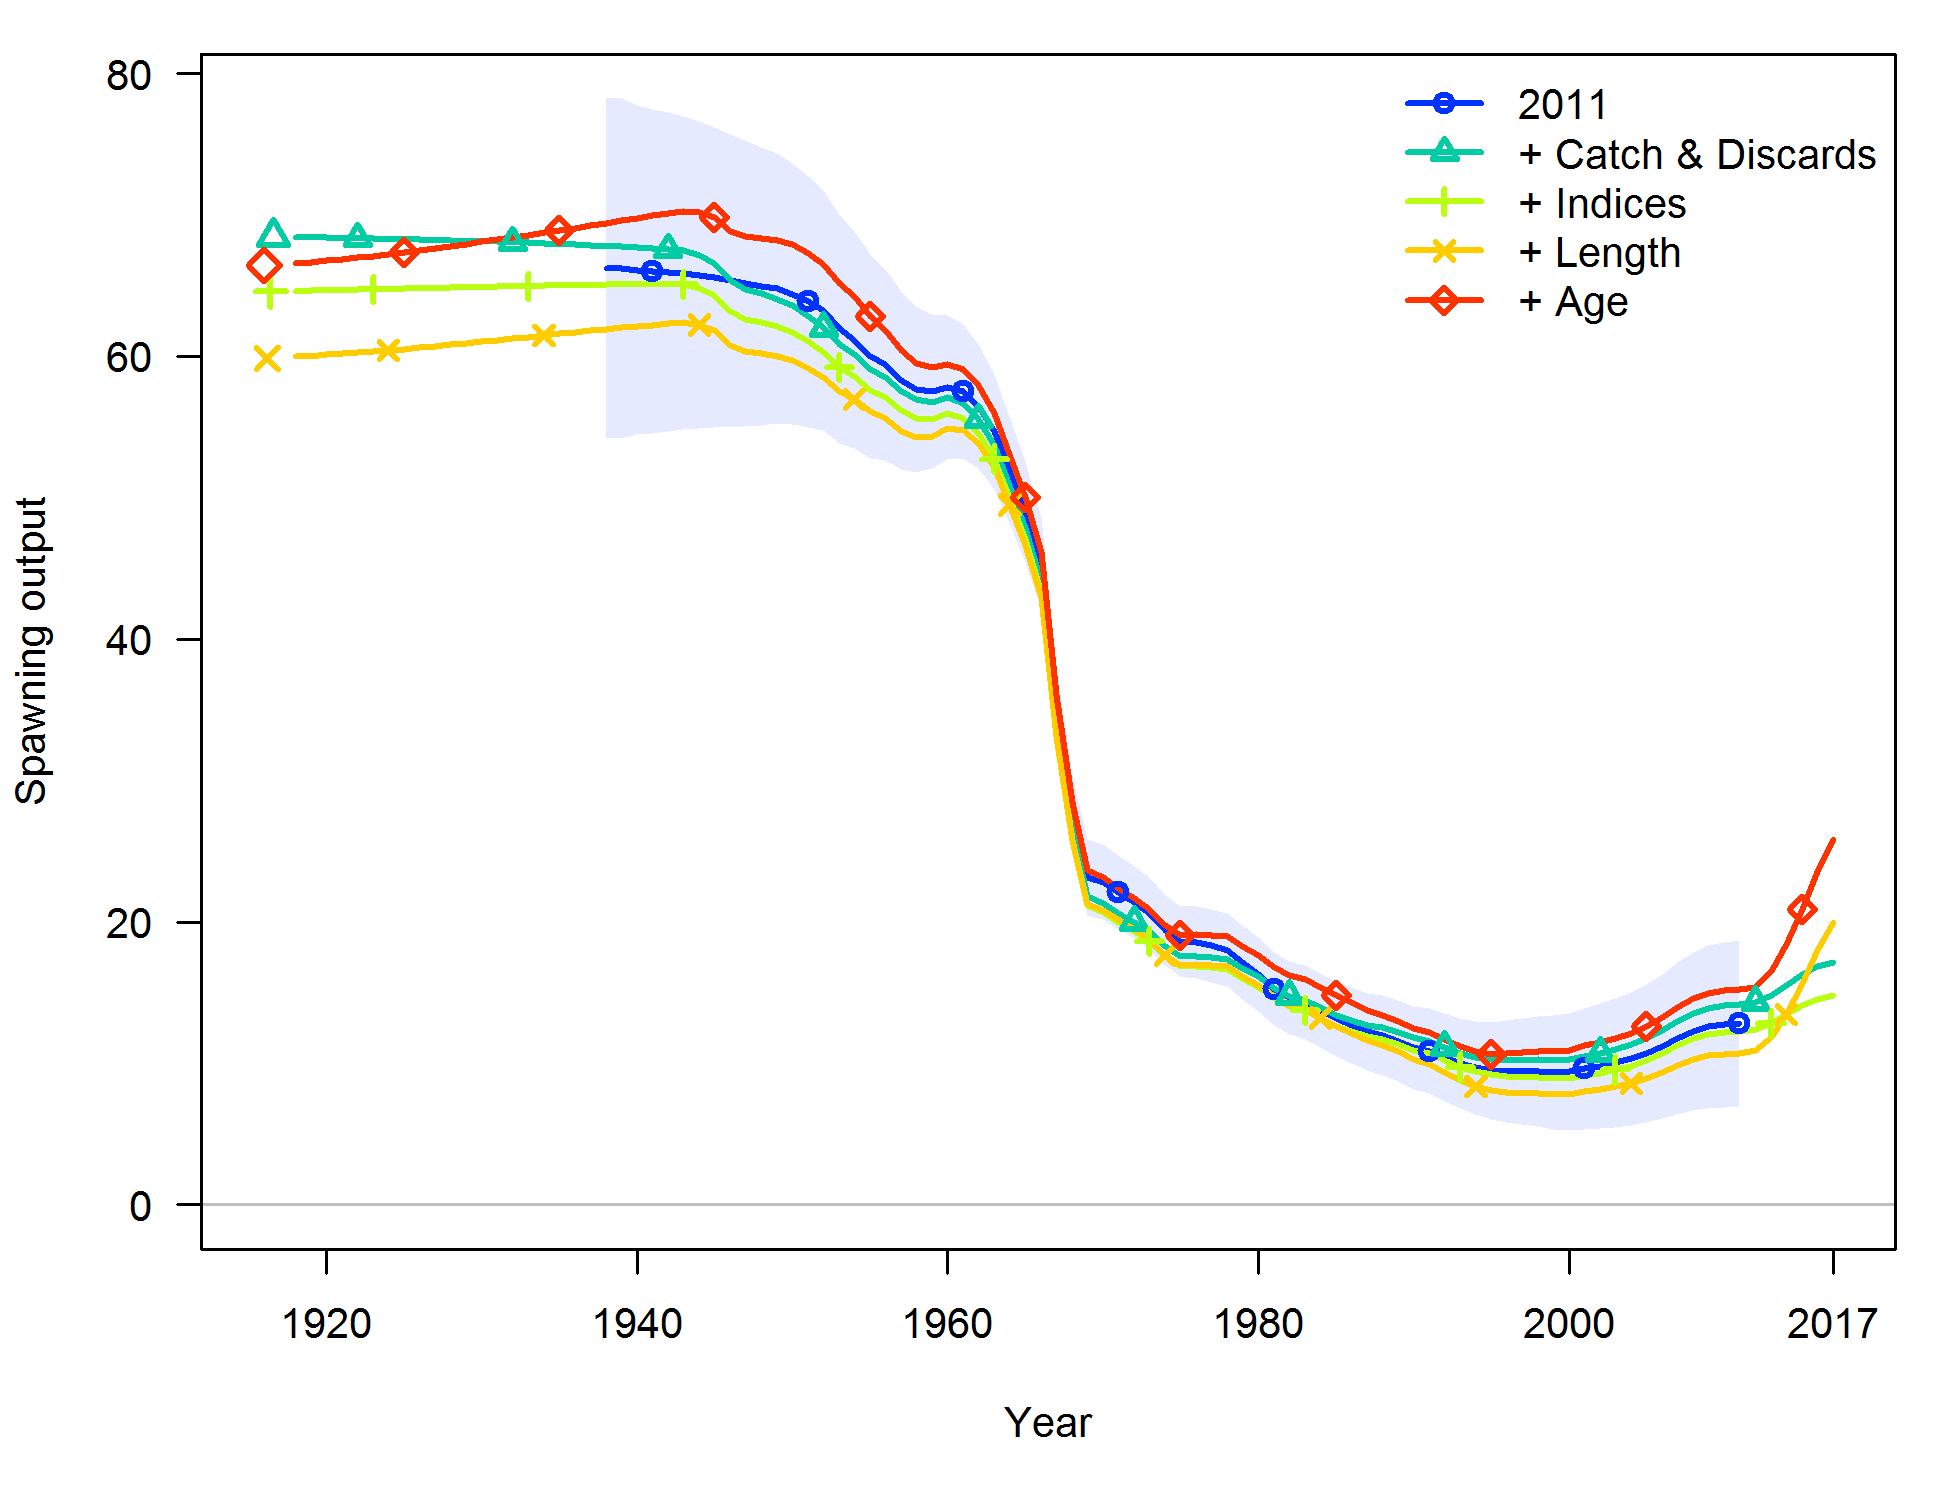 80
60
40
20
0
Spawning output
2011
+ Catch & Discards
+ Indices
+ Length
+ Age
1920 1940 1960 1980 2000 2017
Year